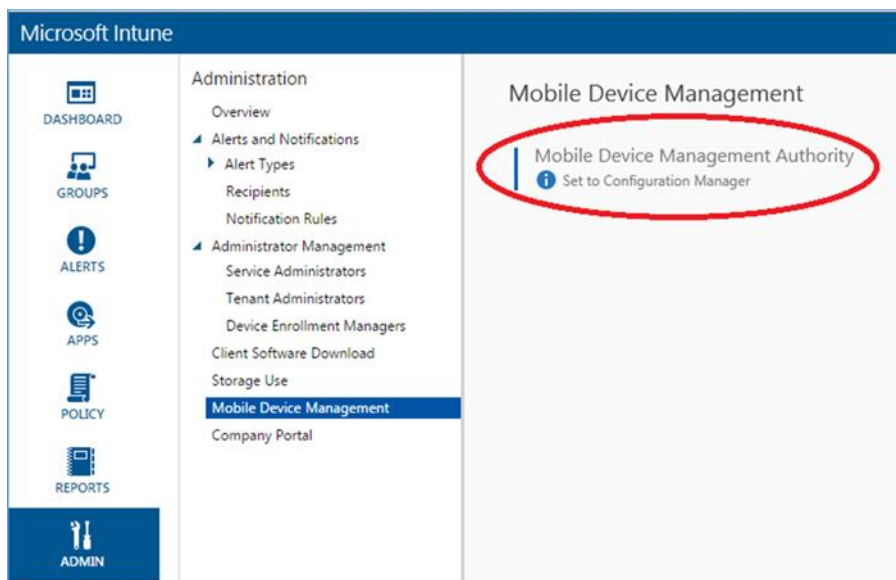 Microsoft Intune
DASHBOARD
GROUPS
ALERTS
APPS
POLICY
REPORTS
ADMIN
Administration
Overview
Alerts and Notifications
Alert Types
Recipients
Notification Rules
Administrator Management
Service Administrators
Tenant Administrators
Device Enrollment Managers
Client Software Download
Storage Use
Mobile Device Management
Company Portal
Mobile Device Management
Mobile Device Management Authority
Set to Configuration Manager